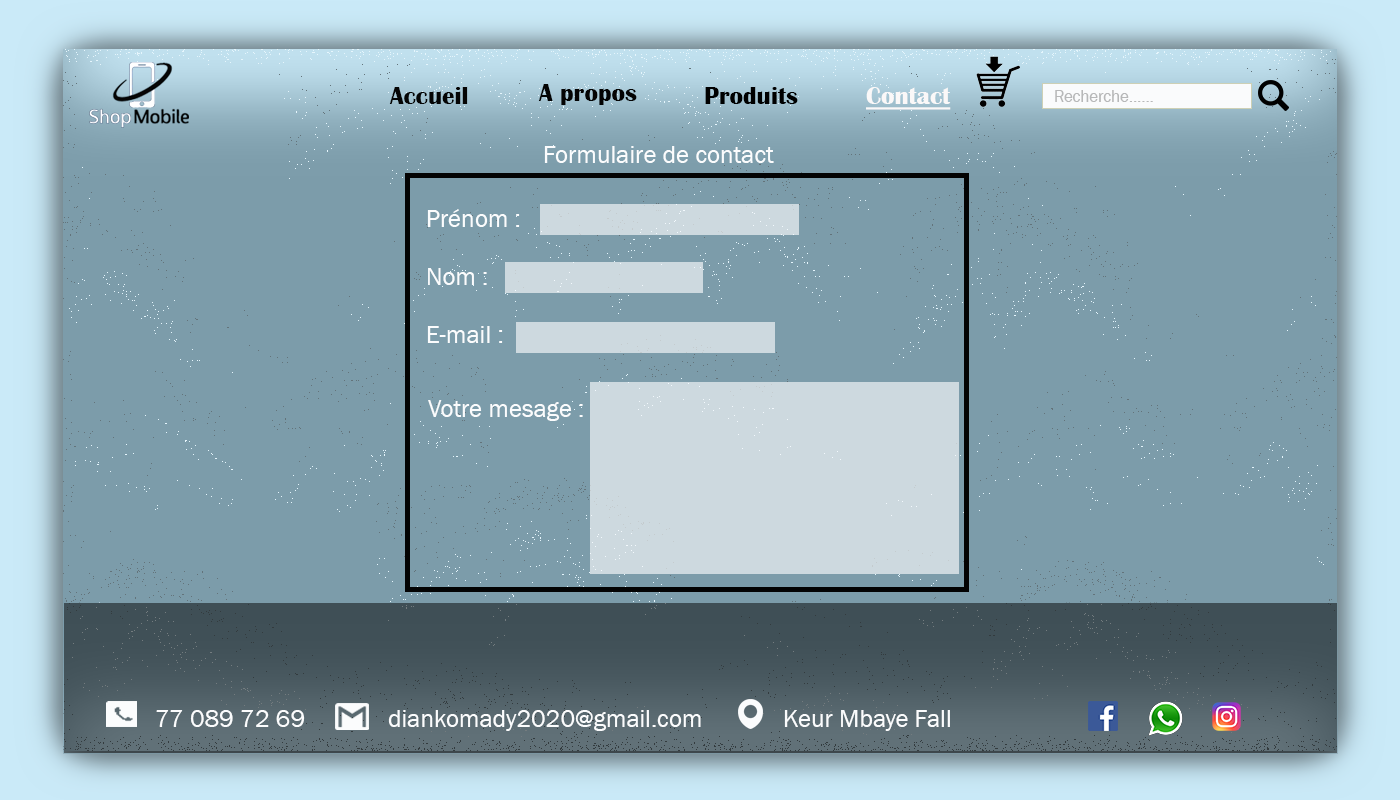 Shop Mobile
Accueil
A propos
Produits
Contact
Recherche......
Formulaire de contact
Prénom :
Nom :
E-mail :
Votre mesage :
77 089 72 69
diankomady2020@gmail.com
Keur Mbaye Fall